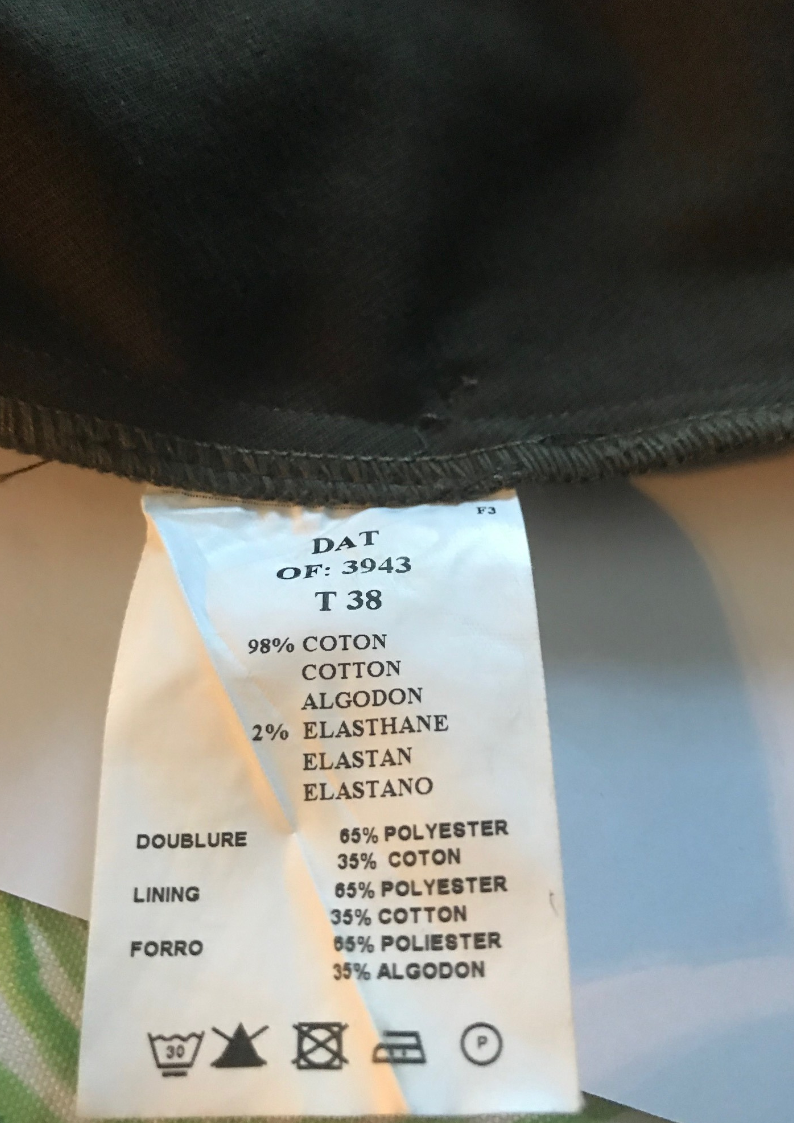 F3
DAT
OF: 3943
T 38
98% COTON
COTTON
ALGODON
2% ELASTHANE
ELASTAN
ELASTANO
DOUBLURE 65% POLYESTER
35% COTON
LINING 65% POLYESTER
35% COTTON
FORRO 65% POLIESTER
35% ALGODON
30 P